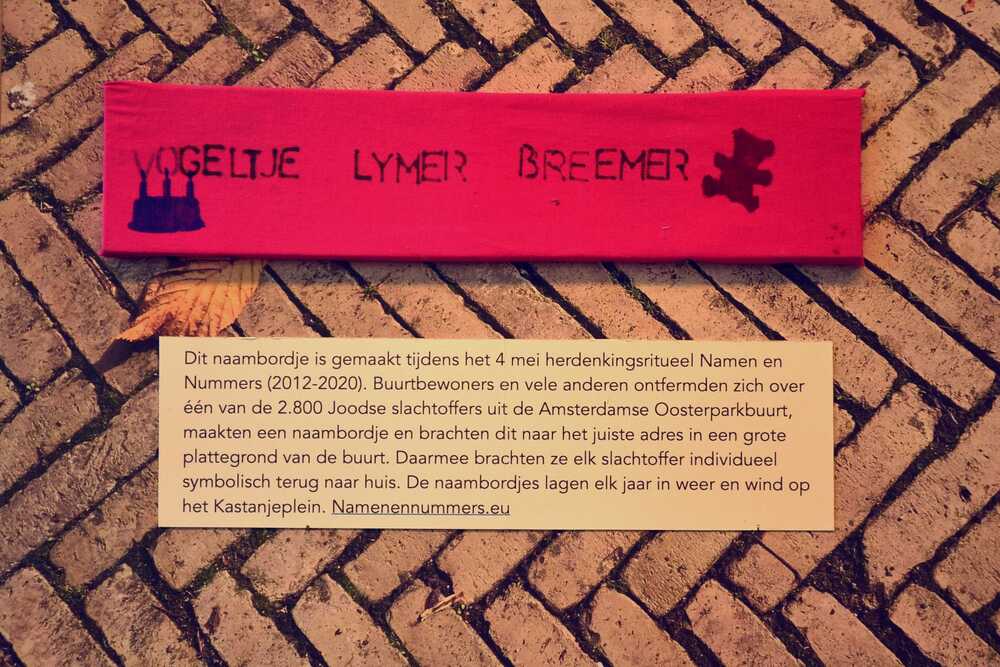 VOGELTJE LYMER BREEMER
Dit naambordje is gemaakt tijdens het 4 mei herdenkingsritueel Namen en
Nummers (2012-2020). Buurtbewoners en vele anderen ontfermden zich over
één van de 2.800 Joodse slachtoffers uit de Amsterdamse Oosterparkbuurt,
maakten een naambordje en brachten dit naar het juiste adres in een grote
plattegrond van de buurt. Daarmee brachten ze elk slachtoffer individueel
symbolisch terug naar huis. De naambordjes lagen elk jaar in weer en wind op
het Kastanjeplein. Namenennummers.eu